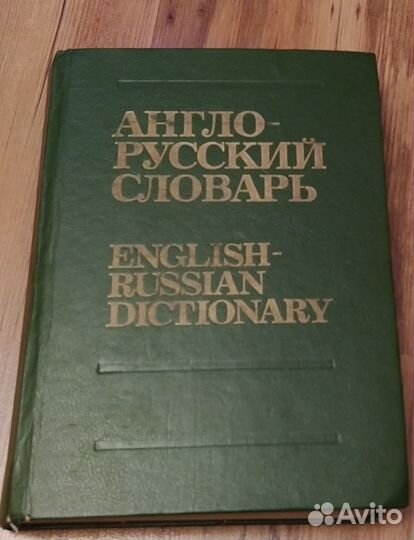 АНГЛО-
РУССКИЙ
СЛОВАРЬ
ENGLISH-
RUSSIAN
DICTIONARY
Avito